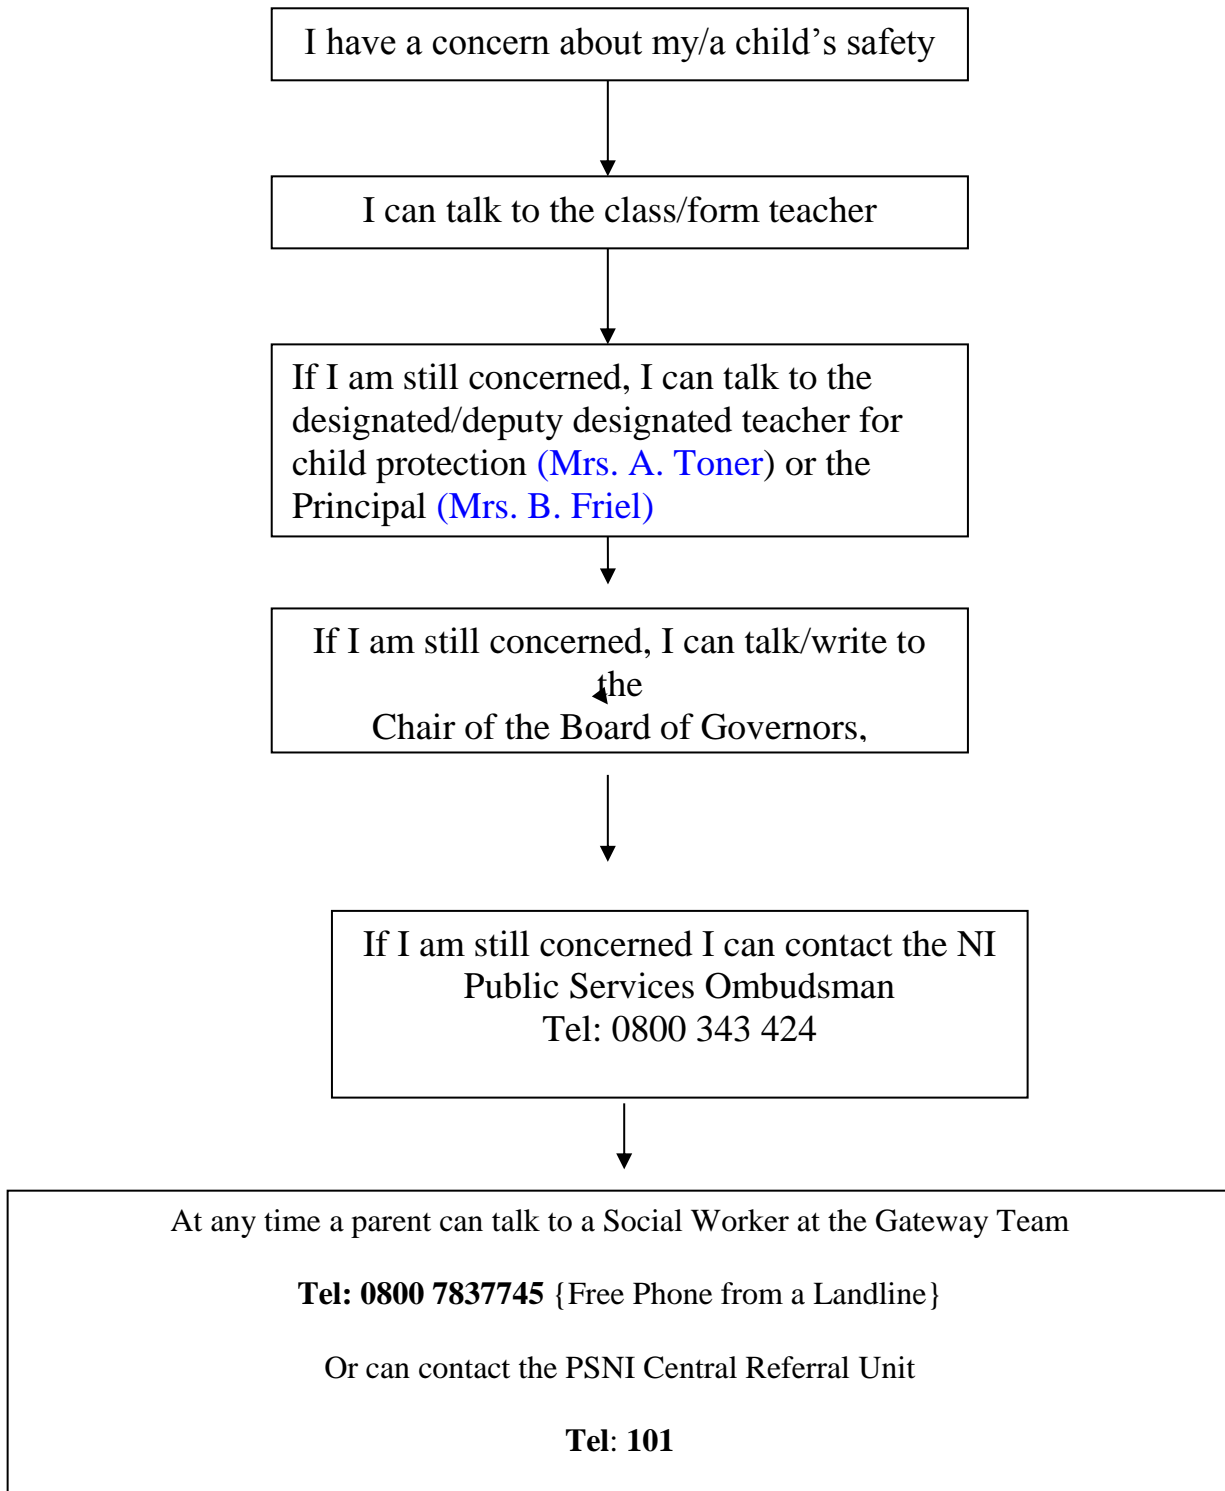 I have a concern about my/a child’s safety
I can talk to the class/form teacher
If I am still concerned, I can talk to the
designated/deputy designated teacher for
child protection (Mrs. A. Toner) or the
Principal (Mrs. B. Friel)
If I am still concerned, I can talk/write to
the
Chair of the Board of Governors,
If I am still concerned I can contact the NI
Public Services Ombudsman
Tel: 0800 343 424
At any time a parent can talk to a Social Worker at the Gateway Team
Tel: 0800 7837745 {Free Phone from a Landline}
Or can contact the PSNI Central Referral Unit
Tel: 101